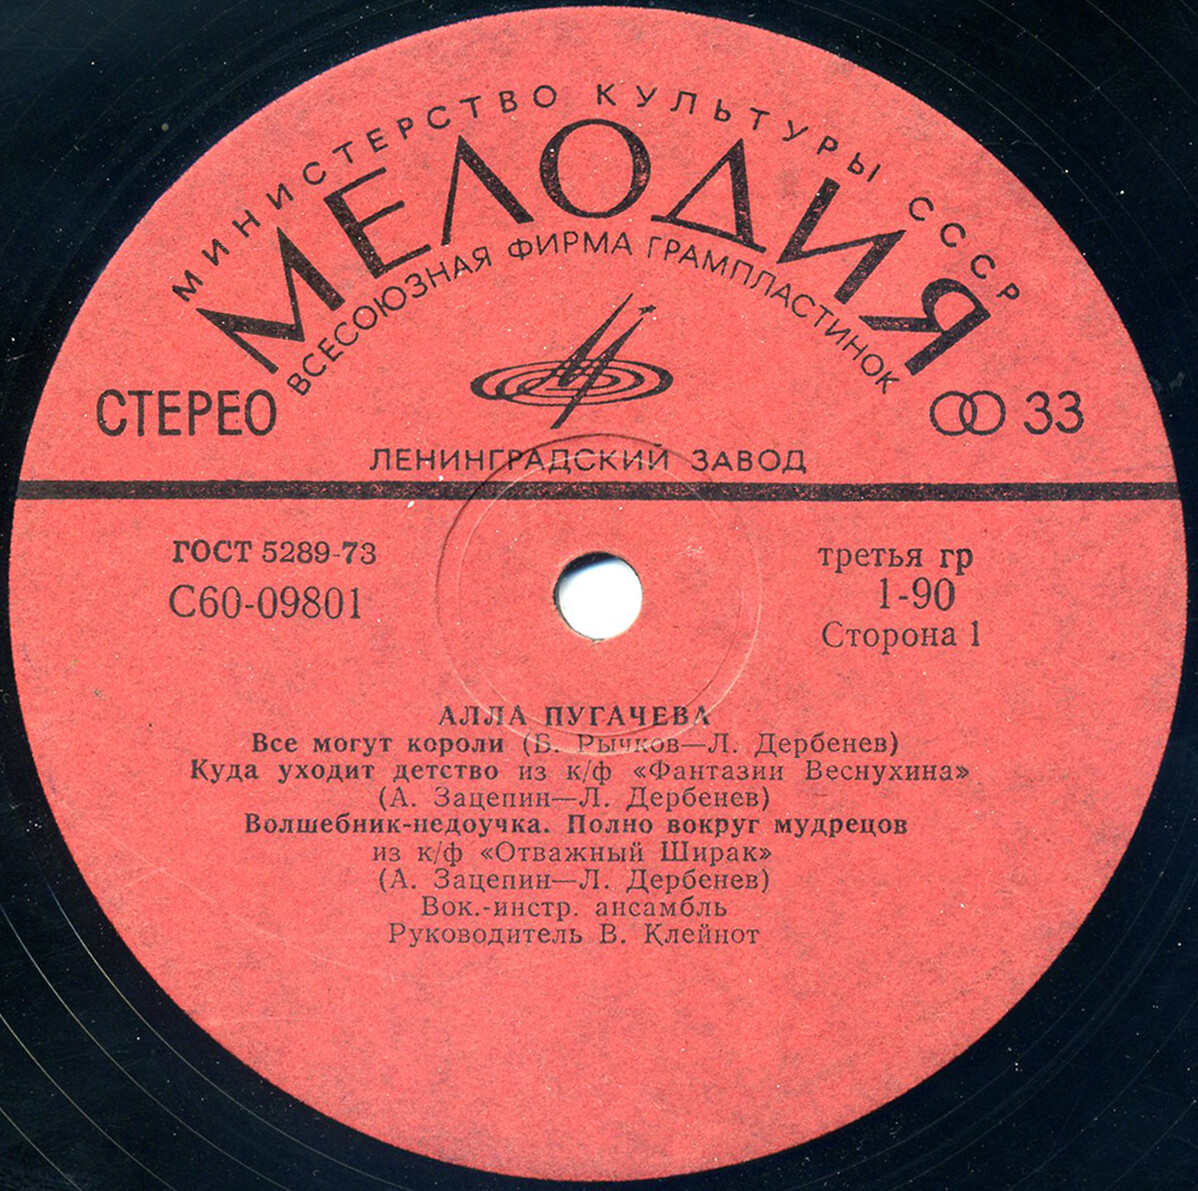 МИНИСТЕРСТВО КУЛЬТУРЫ СССР
МЕЛОДИЯ
ВСЕСОЮЗНАЯ ФИРМА ГРАМПЛАСТИНОК
СТЕРЕО
33
ЛЕНИНГРАДСКИЙ ЗАВОД
ГОСТ 5289-73
С60-09801
третья гр
1-90
Сторона 1
АЛЛА ПУГАЧЕВА
Все могут короли (Б. Рычков—Л. Дербенев)
Куда уходит детство из к/ф «Фантазии Веснухина»
(А. Зацепин—Л. Дербенев)
Волшебник-недоучка. Полно вокруг мудрецов
из к/ф «Отважный Ширак»
(А. Зацепин—Л. Дербенев)
Вок.-инстр. ансамбль
Руководитель В. Клейнот